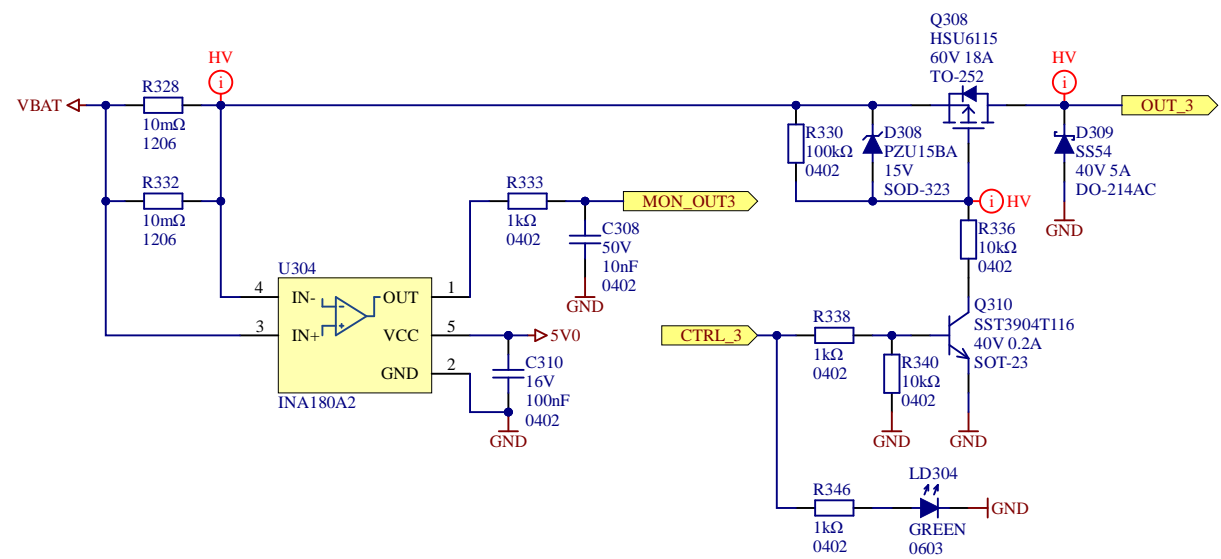 Q308
HSU6115
60V 18A
TO-252
HV
HV
R328
VBAT
10mΩ
1206
OUT_3
R330
100kΩ
0402
D308
PZU15BA
15V
SOD-323
D309
SS54
40V 5A
DO-214AC
GND
R332
10mΩ
1206
R333
1kΩ
0402
MON_OUT3
C308
50V
10nF
0402
GND
HV
R336
10kΩ
0402
U304
4
IN-
OUT
1
3
IN+
VCC
5
5V0
GND
2
INA180A2
C310
16V
100nF
0402
GND
CTRL_3
R338
1kΩ
0402
R340
10kΩ
0402
GND
Q310
SST3904T116
40V 0.2A
SOT-23
GND
R346
1kΩ
0402
LD304
GREEN
0603
GND